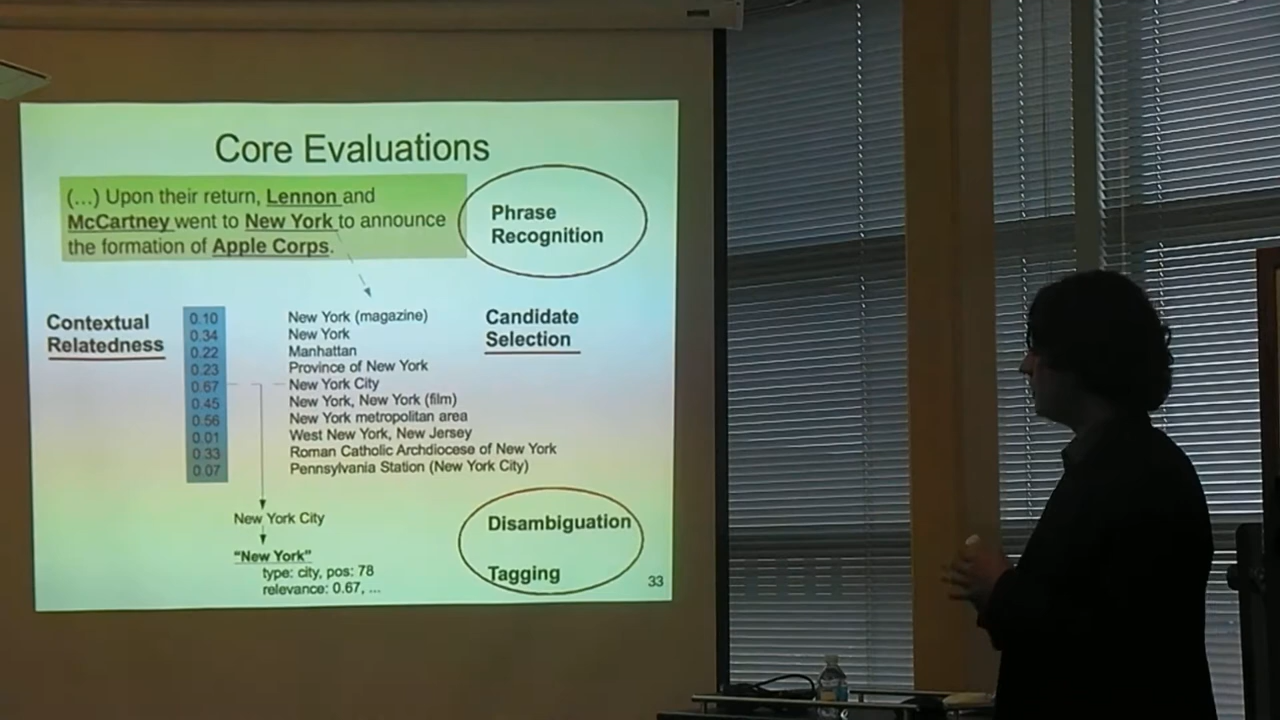 Core Evaluations
(...) Upon their return, Lennon and
McCartney went to New York to announce
the formation of Apple Corps.
Phrase
Recognition
Contextual
Relatedness
0.10
0.34
0.22
0.23
0.67
0.45
0.56
0.01
0.33
0.07
New York (magazine)
New York
Manhattan
Province of New York
New York City
New York, New York (film)
New York metropolitan area
West New York, New Jersey
Roman Catholic Archdiocese of New York
Pennsylvania Station (New York City)
Candidate
Selection
New York City
"New York"
type: city, pos: 78
relevance: 0.67, ...
Disambiguation
Tagging
33